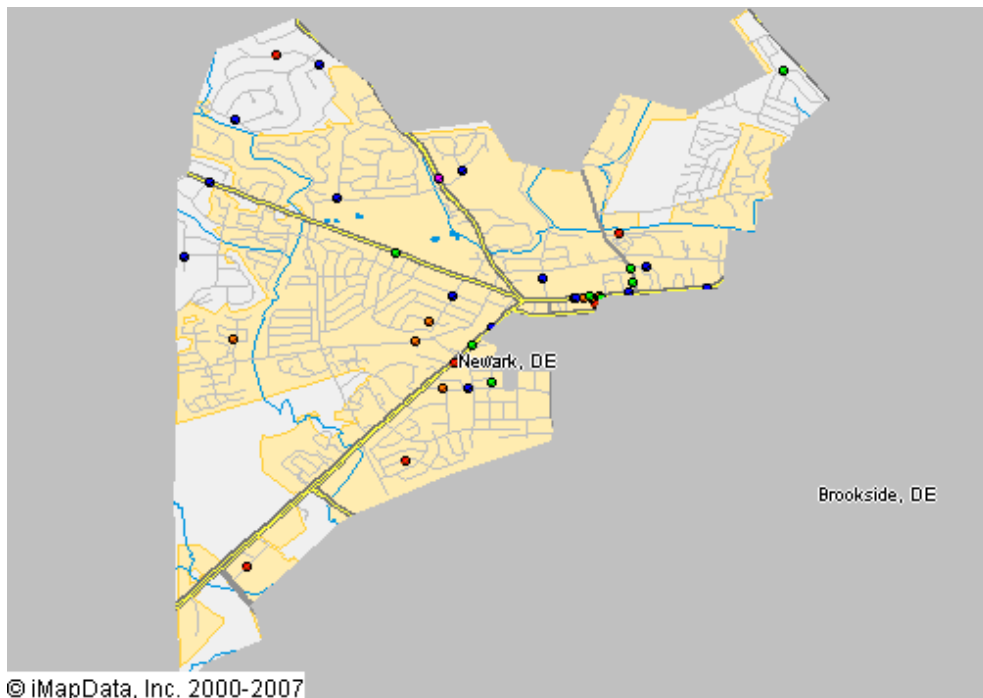 Newark, DE
Brookside, DE
© iMapData, Inc. 2000-2007